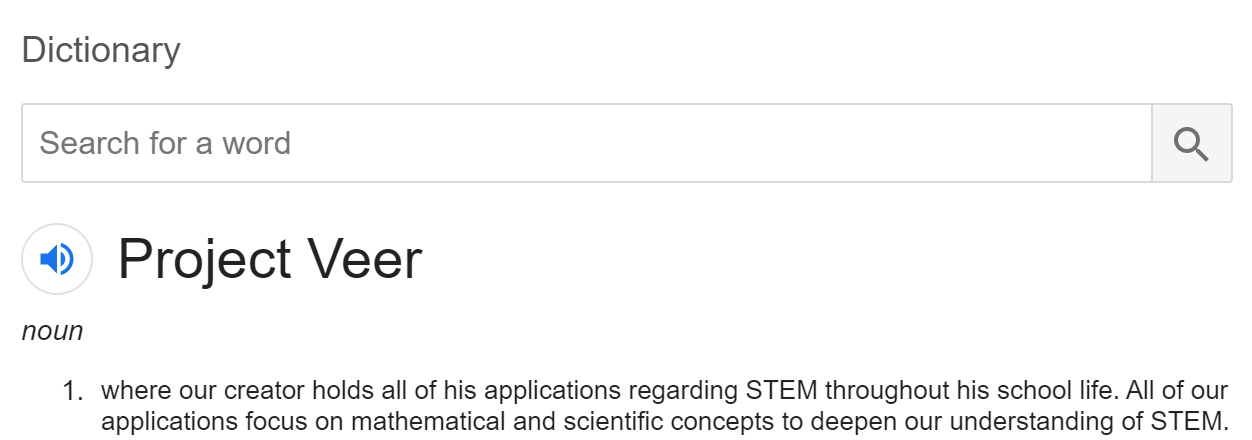 Dictionary
Search for a word
Project Veer
noun
1. where our creator holds all of his applications regarding STEM throughout his school life. All of our
applications focus on mathematical and scientific concepts to deepen our understanding of STEM.